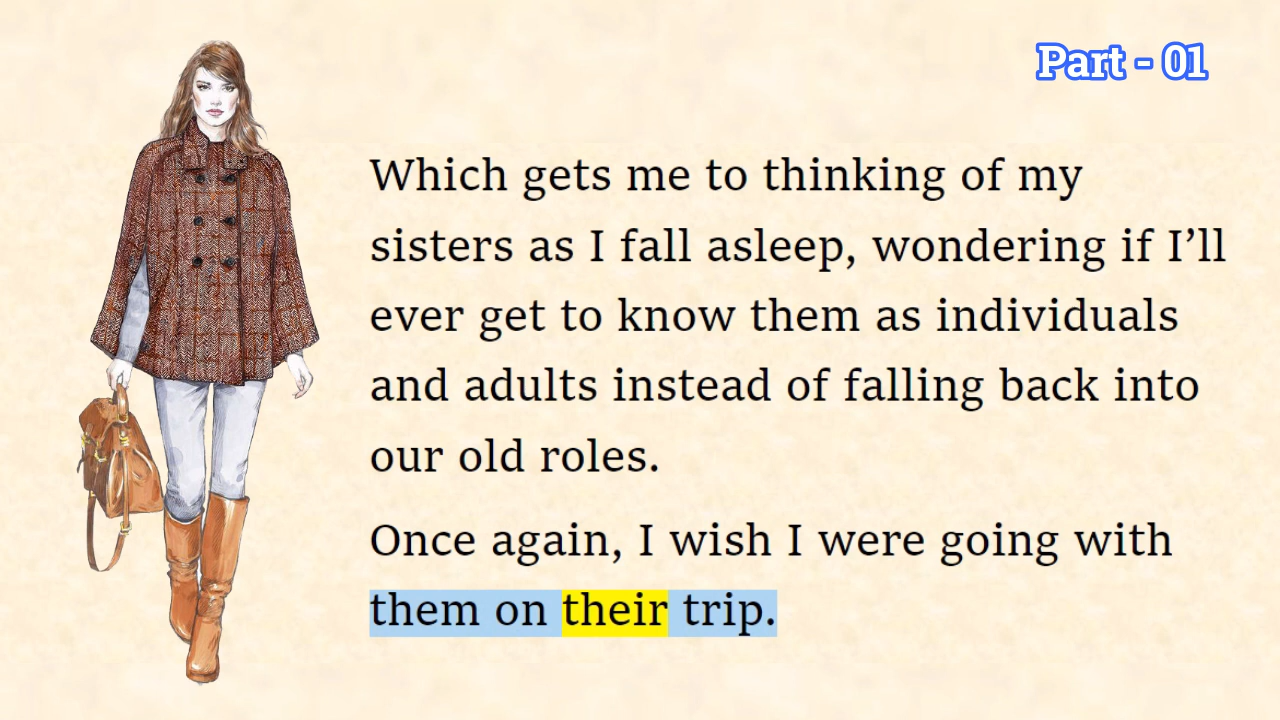 Part - 01
Which gets me to thinking of my
sisters as I fall asleep, wondering if I’ll
ever get to know them as individuals
and adults instead of falling back into
our old roles.
Once again, I wish I were going with
them on their trip.